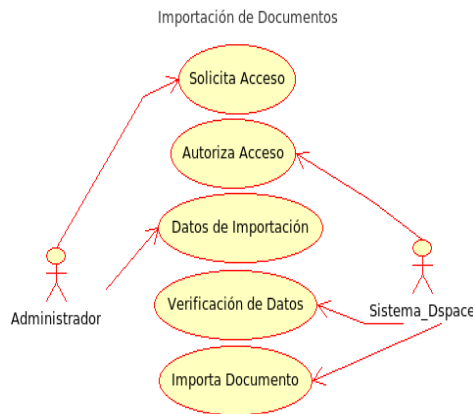 Importación de Documentos
Solicita Acceso
Autoriza Acceso
Datos de Importación
Verificación de Datos
Importa Documento
Administrador
Sistema_Dspace